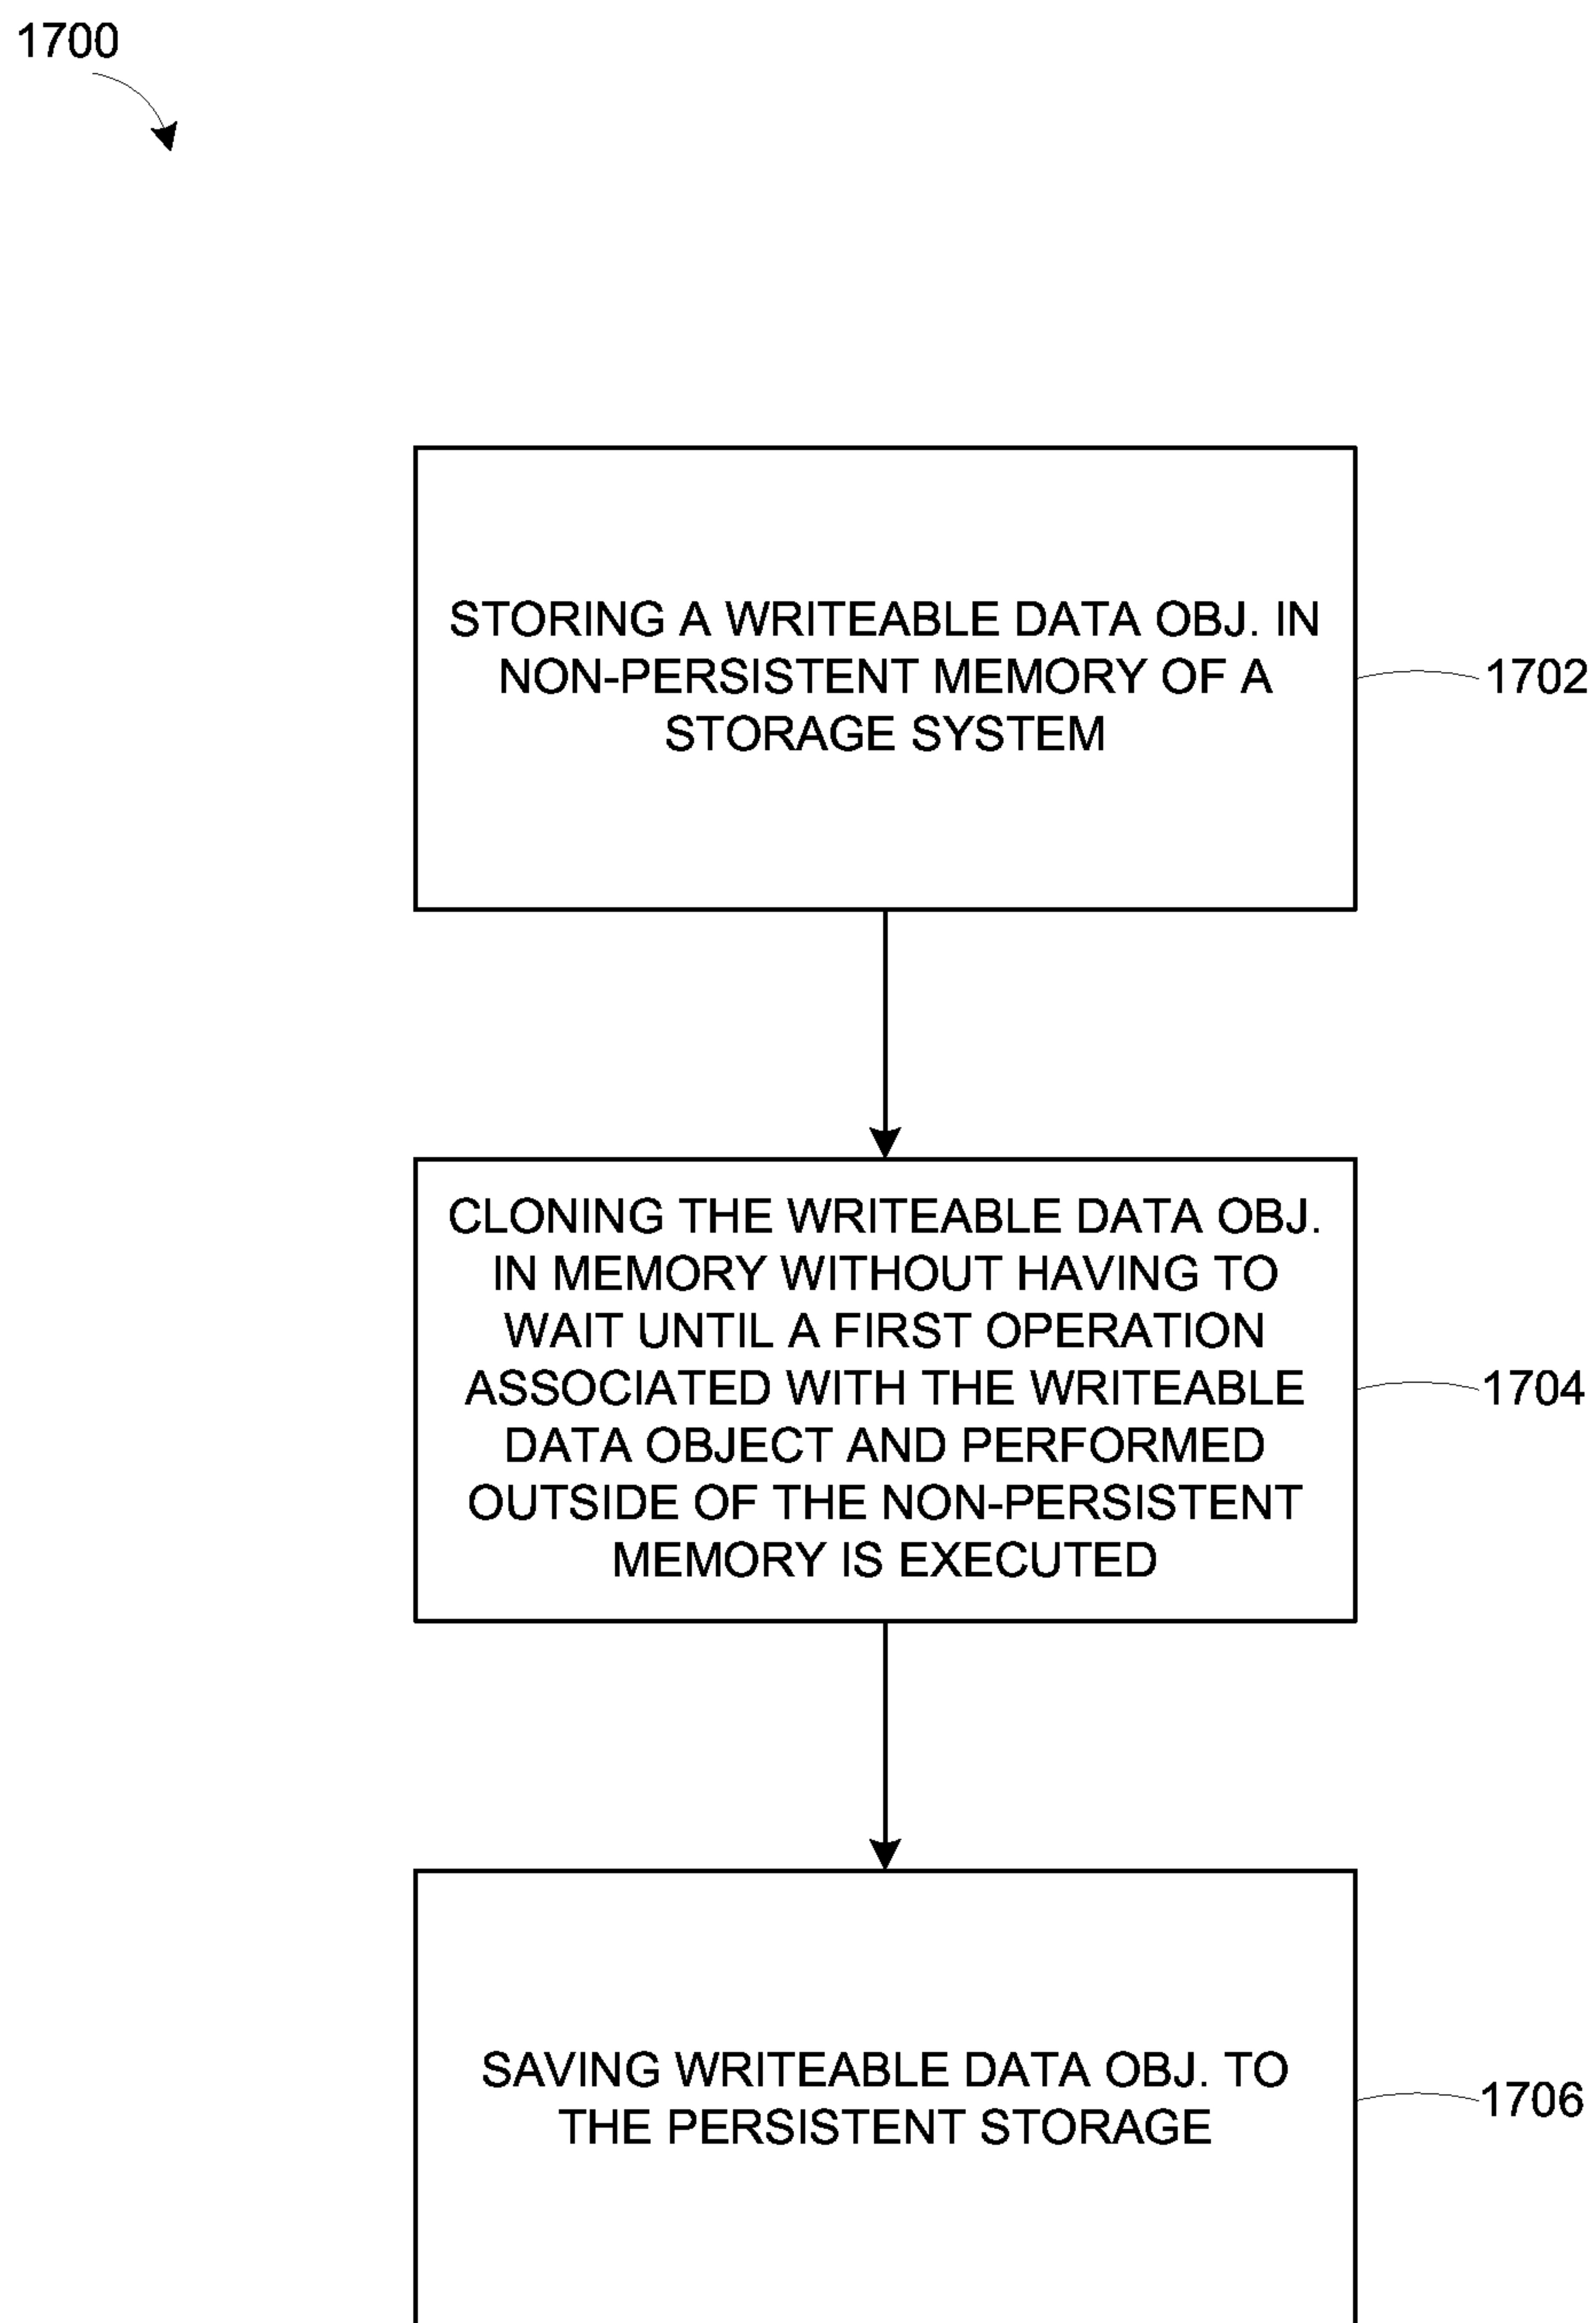 1700
STORING A WRITEABLE DATA OBJ. IN
NON-PERSISTENT MEMORY OF A
STORAGE SYSTEM
1702
CLONING THE WRITEABLE DATA OBJ.
IN MEMORY WITHOUT HAVING TO
WAIT UNTIL A FIRST OPERATION
ASSOCIATED WITH THE WRITEABLE
DATA OBJECT AND PERFORMED
OUTSIDE OF THE NON-PERSISTENT
MEMORY IS EXECUTED
1704
SAVING WRITEABLE DATA OBJ. TO
THE PERSISTENT STORAGE
1706